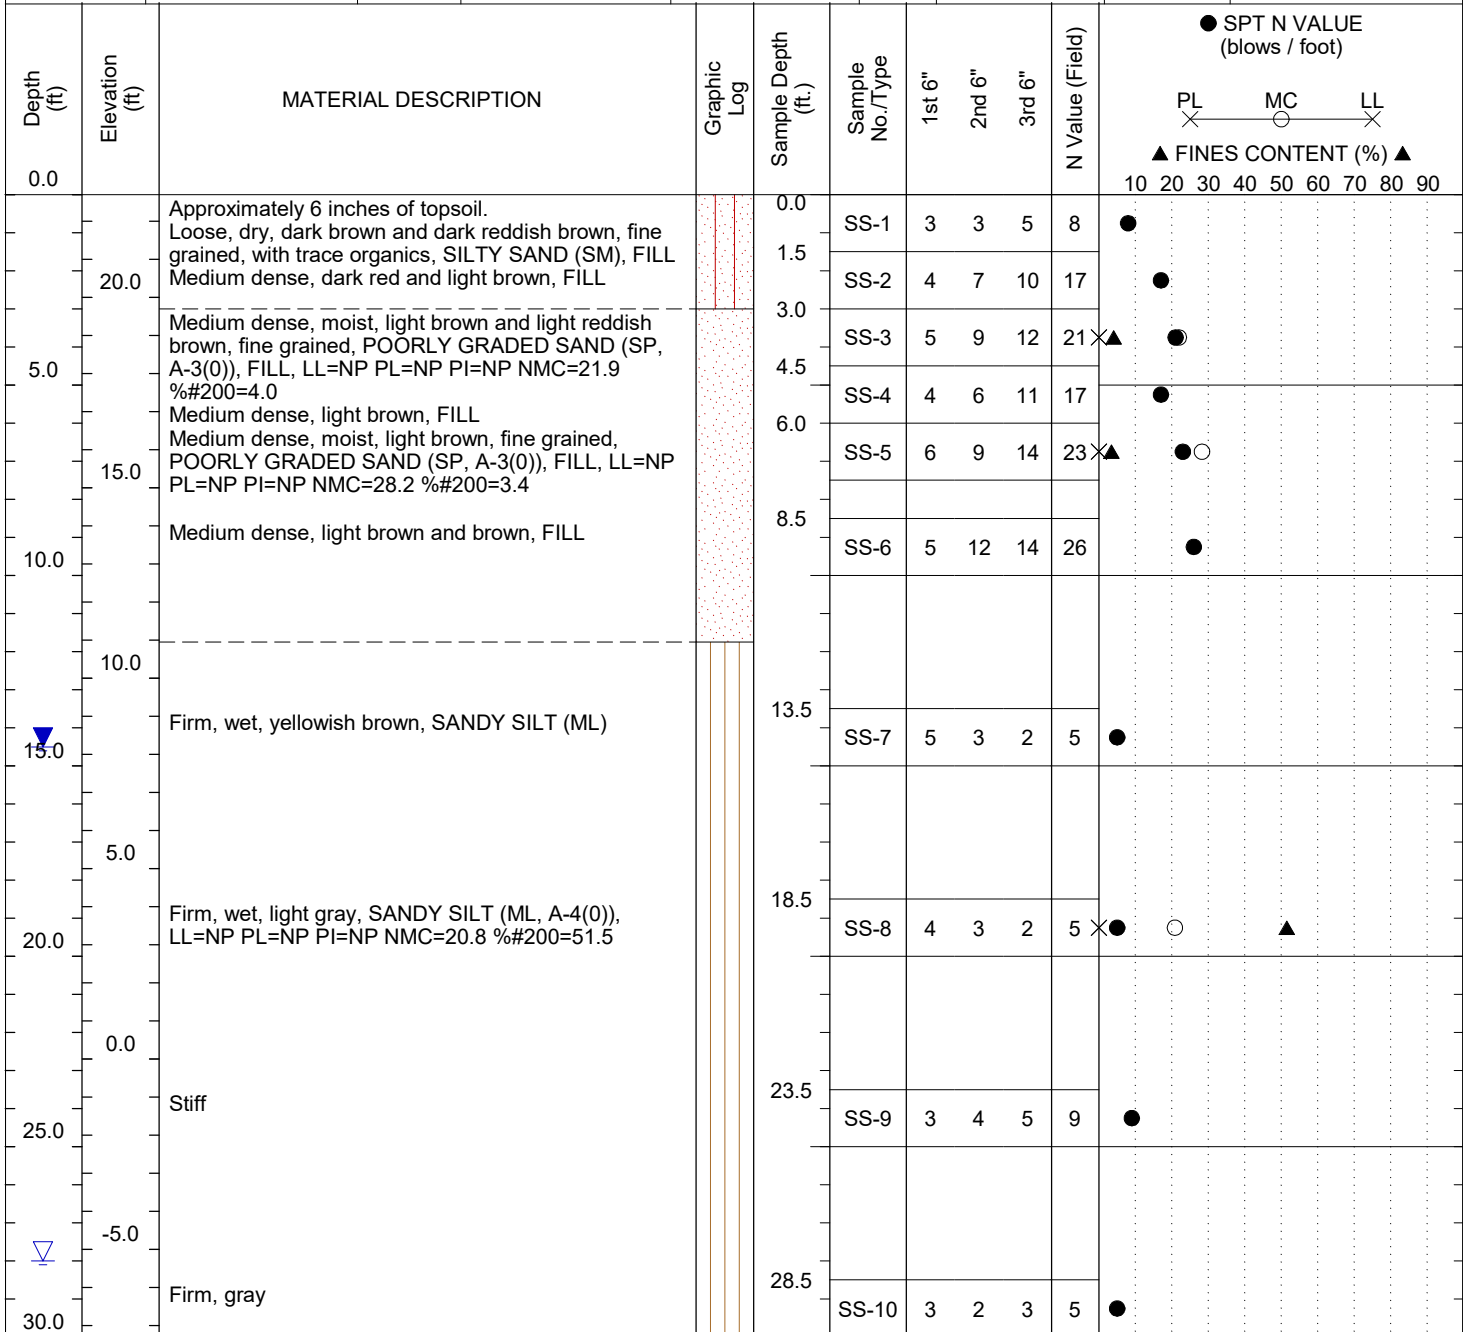 ● SPT N VALUE
(blows / foot)
PL MC LL
▲ FINES CONTENT (%) ▲
10 20 30 40 50 60 70 80 90
Depth
(ft)
Elevation
(ft)
MATERIAL DESCRIPTION
Graphic
Log
Sample Depth
(ft.)
Sample
No./Type
1st 6"
2nd 6"
3rd 6"
N Value (Field)
0.0
Approximately 6 inches of topsoil.
Loose, dry, dark brown and dark reddish brown, fine
grained, with trace organics, SILTY SAND (SM), FILL
0.0
SS-1 3 3 5 8
1.5
20.0
Medium dense, dark red and light brown, FILL
SS-2 4 7 10 17
3.0
Medium dense, moist, light brown and light reddish
brown, fine grained, POORLY GRADED SAND (SP,
A-3(0)), FILL, LL=NP PL=NP PI=NP NMC=21.9
%#200=4.0
SS-3 5 9 12 21
5.0
4.5
Medium dense, light brown, FILL
SS-4 4 6 11 17
6.0
Medium dense, moist, light brown, fine grained,
POORLY GRADED SAND (SP, A-3(0)), FILL, LL=NP
PL=NP PI=NP NMC=28.2 %#200=3.4
SS-5 6 9 14 23
15.0
8.5
Medium dense, light brown and brown, FILL
SS-6 5 12 14 26
10.0
10.0
13.5
Firm, wet, yellowish brown, SANDY SILT (ML)
SS-7 5 3 2 5
15.0
5.0
18.5
Firm, wet, light gray, SANDY SILT (ML, A-4(0)),
LL=NP PL=NP PI=NP NMC=20.8 %#200=51.5
SS-8 4 3 2 5
20.0
0.0
23.5
Stiff
SS-9 3 4 5 9
25.0
-5.0
28.5
Firm, gray
SS-10 3 2 3 5
30.0